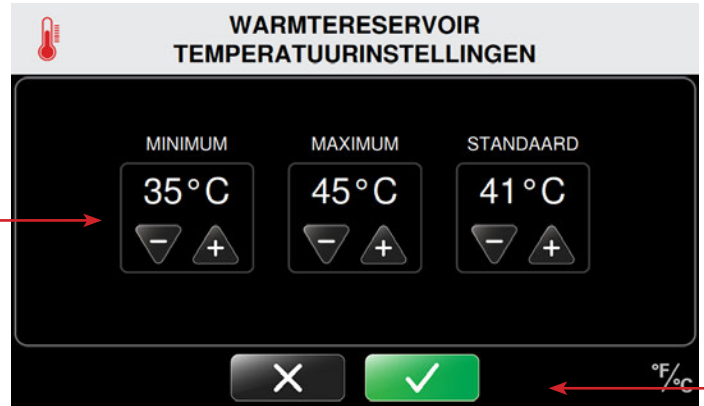 WARMTERESERVOIR
TEMPERATUURINSTELLINGEN
MINIMUM MAXIMUM STANDAARD
35°C 45°C 41°C
- + - + - +
°F/°C